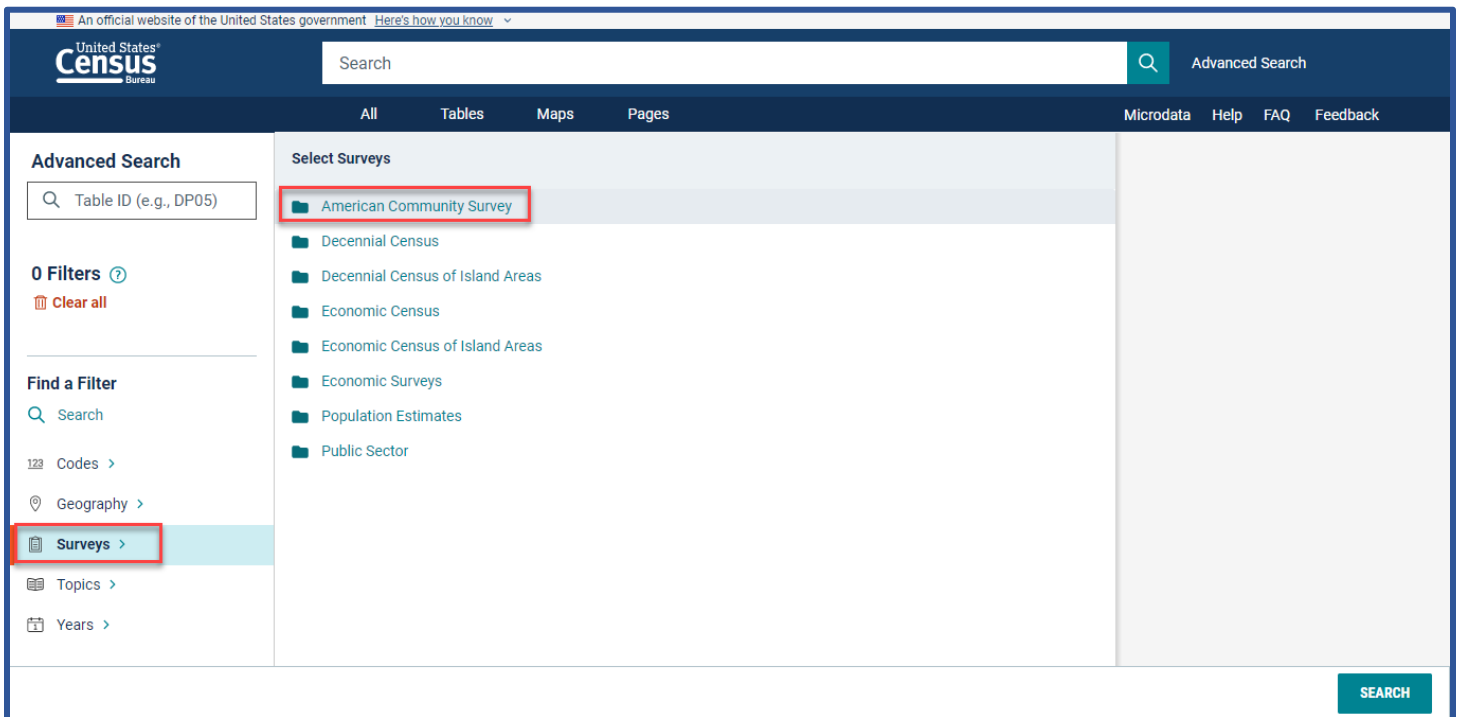 An official website of the United States government Here's how you know
United States®
Census
Bureau
Search
Advanced Search
All Tables Maps Pages
Microdata Help FAQ Feedback
Advanced Search
Table ID (e.g., DP05)
0 Filters ?
Clear all
Find a Filter
Search
123 Codes >
Geography >
Surveys >
Topics >
1 Years >
Select Surveys
American Community Survey
Decennial Census
Decennial Census of Island Areas
Economic Census
Economic Census of Island Areas
Economic Surveys
Population Estimates
Public Sector
SEARCH